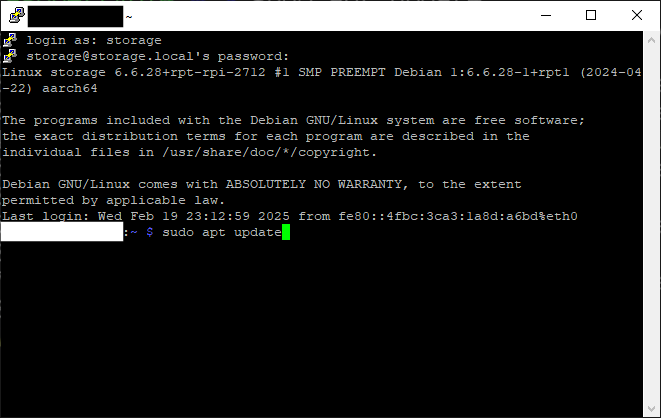 ~
login as: storage
storage@storage.local's password:
Linux storage 6.6.28+rpt-rpi-2712 #1 SMP PREEMPT Debian 1:6.6.28-1+rpt1 (2024-04
-22) aarch64
The programs included with the Debian GNU/Linux system are free software;
the exact distribution terms for each program are described in the
individual files in /usr/share/doc/*/copyright.
Debian GNU/Linux comes with ABSOLUTELY NO WARRANTY, to the extent
permitted by applicable law.
Last login: Wed Feb 19 23:12:59 2025 from fe80::4fbc:3ca3:1a8d:a6bd%eth0
:~ $ sudo apt update